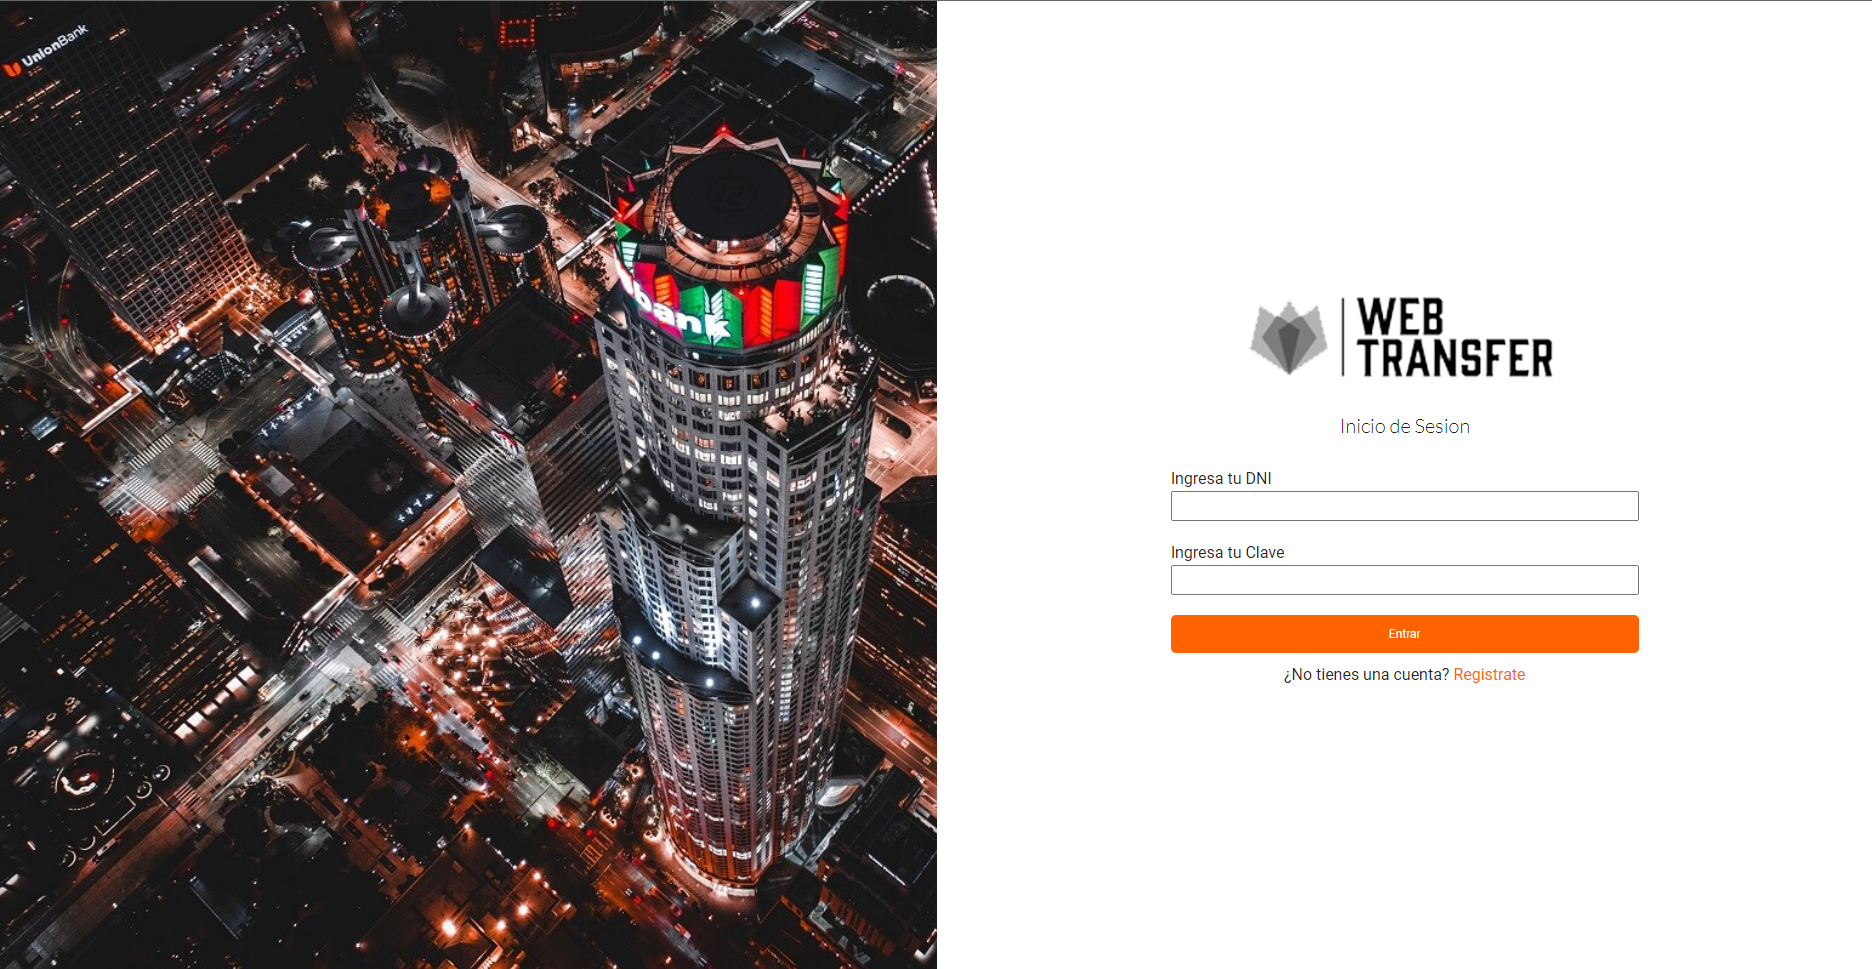 UnionBank
bank
WEB
TRANSFER
Inicio de Sesion
Ingresa tu DNI
Ingresa tu Clave
Entrar
¿No tienes una cuenta? Registrate